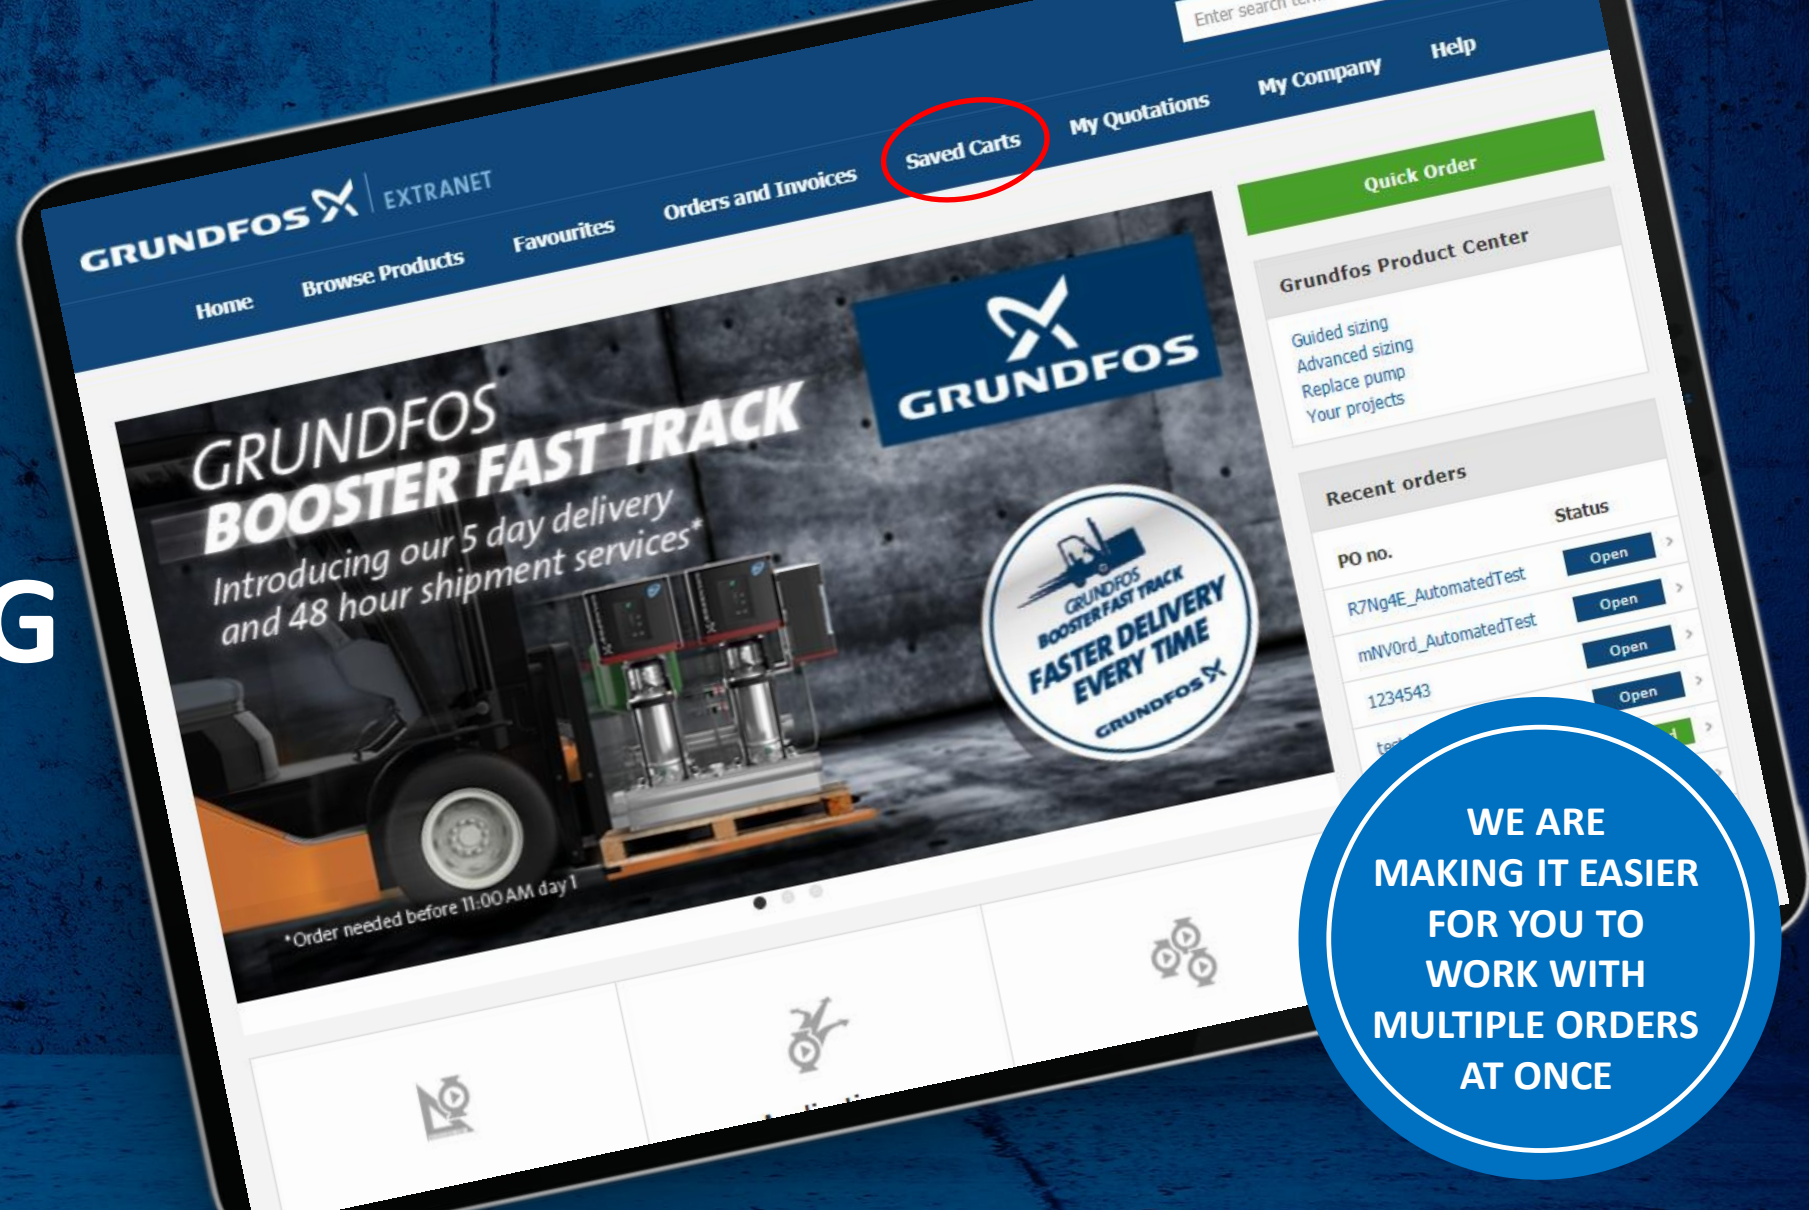 G
Enter search
GRUNDFOS EXTRANET
Home
Browse Products
Favourites
Orders and Invoices
Saved Carts
My Quotations
My Company
Help
GRUNDFOS
BOOSTER FAST TRACK
Introducing our 5 day delivery
and 48 hour shipment services*
GRUNDFOS
GRUNDFOS
BOOSTER FAST TRACK
FASTER DELIVERY
EVERY TIME
GRUNDFOS
*Order needed before 11:00 AM day 1
Quick Order
Grundfos Product Center
Guided sizing
Advanced sizing
Replace pump
Your projects
Recent orders
PO no. Status
R7Ng4E_AutomatedTest Open
mNV0rd_AutomatedTest Open
1234543 Open
Open
WE ARE
MAKING IT EASIER
FOR YOU TO
WORK WITH
MULTIPLE ORDERS
AT ONCE